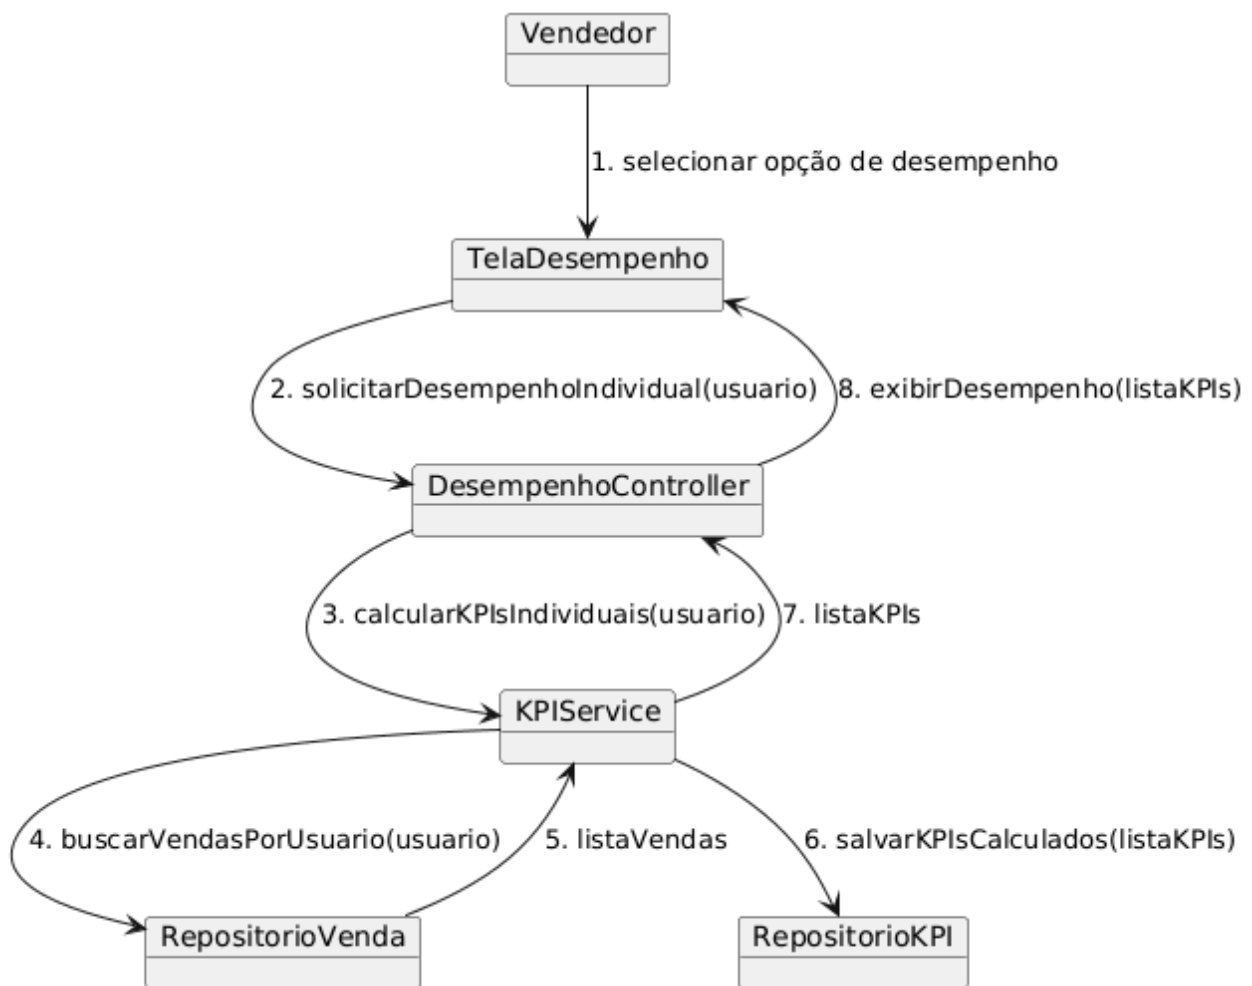 Vendedor
1. selecionar opção de desempenho
TelaDesempenho
2. solicitarDesempenhoIndividual(usuario)
8. exibirDesempenho(listaKPIs)
DesempenhoController
3. calcularKPIsIndividuais(usuario)
7. listaKPIs
KPIService
4. buscarVendasPorUsuario(usuario)
5. listaVendas
6. salvarKPIsCalculados(listaKPIs)
RepositorioVenda
RepositorioKPI